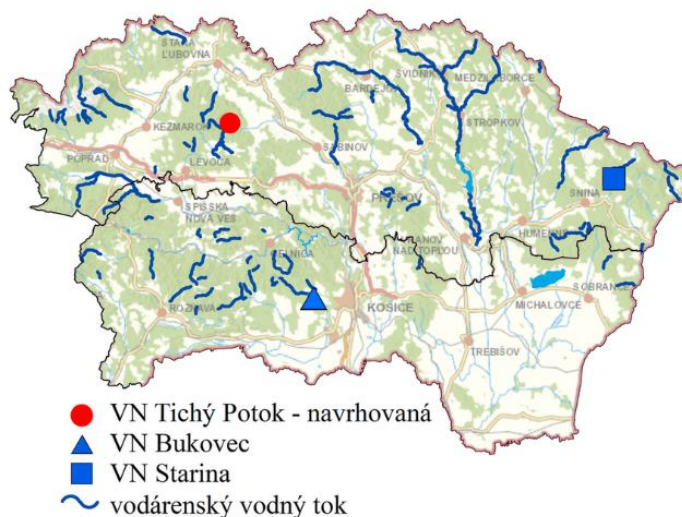 STARÁ
ĽUBOVŇA
SVIDNÍK
MEDZILABORCE
BARDEJOV
STROPKOV
KEŽMAROK
SABINOV
POPRAD
LEVOČA
SNINA
PREŠOV
SPIŠSKÁ
NOVÁ VES
HUMENNÉ
VRANOV
NAD TOPĽOU
GELNICA
SOBRANCE
MICHALOVCE
KOŠICE
ROŽŇAVA
TREBIŠOV
VN Tichý Potok - navrhovaná
VN Bukovec
VN Starina
vodárenský vodný tok